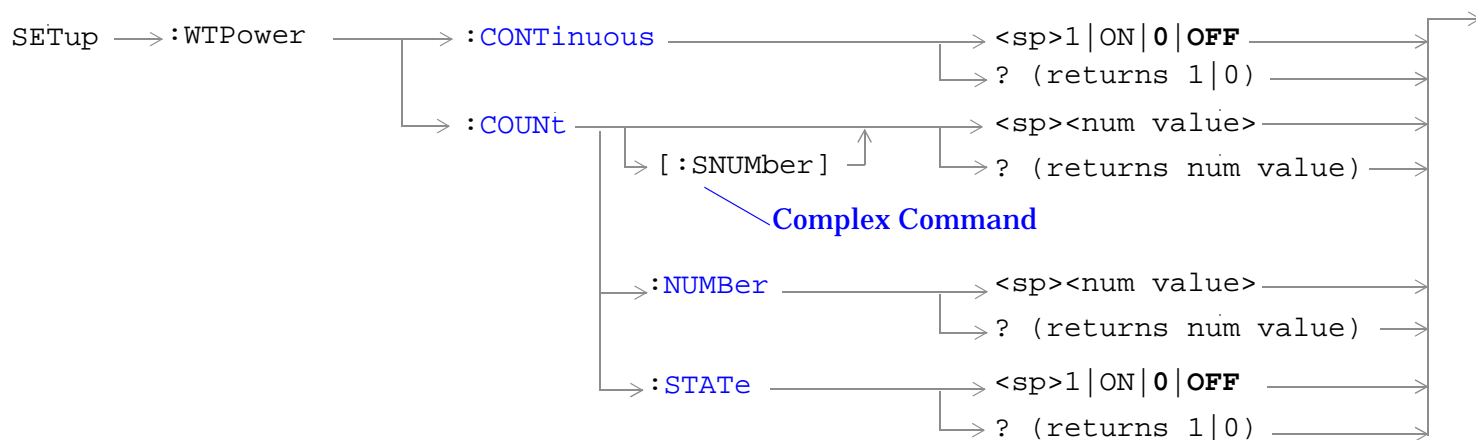 SETup :WTPower :CONTinuous <sp>1|ON|0|OFF
? (returns 1|0)
:COUNt <sp><num value>
[:SNUMber] ? (returns num value)
Complex Command
:NUMBer <sp><num value>
? (returns num value)
:STATe <sp>1|ON|0|OFF
? (returns 1|0)